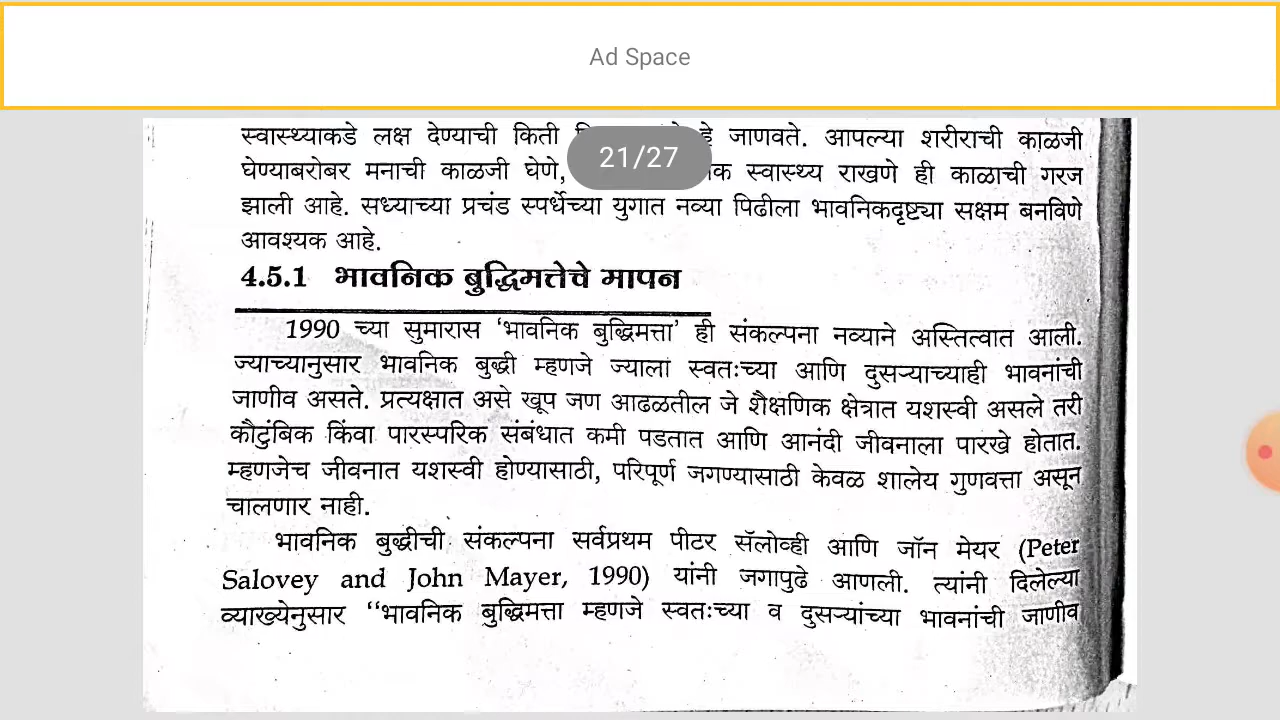 Ad Space
स्वास्थ्याकडे लक्ष देण्याची किती हे जाणवते. आपल्या शरीराची काळजी
21/27
घेण्याबरोबर मनाची काळजी घेणे, स्वास्थ्य राखणे ही काळाची गरज
झाली आहे. सध्याच्या प्रचंड स्पर्धेच्या युगात नव्या पिढीला भावनिकदृष्ट्या सक्षम बनविणे
आवश्यक आहे.
4.5.1 भावनिक बुद्धिमत्तेचे मापन
1990 च्या सुमारास ‘भावनिक बुद्धिमत्ता’ ही संकल्पना नव्याने अस्तित्वात आली.
ज्याच्यानुसार भावनिक बुद्धी म्हणजे ज्याला स्वतःच्या आणि दुसऱ्याच्याही भावनांची
जाणीव असते. प्रत्यक्षात असे खूप जण आढळतील जे शैक्षणिक क्षेत्रात यशस्वी असले तरी
कौटुंबिक किंवा पारस्परिक संबंधात कमी पडतात आणि आनंदी जीवनाला पारखे होतात.
म्हणजेच जीवनात यशस्वी होण्यासाठी, परिपूर्ण जगण्यासाठी केवळ शालेय गुणवत्ता असून
चालणार नाही.
भावनिक बुद्धीची संकल्पना सर्वप्रथम पीटर सॅलोव्ही आणि जॉन मेयर (Peter
Salovey and John Mayer, 1990) यांनी जगापुढे आणली. त्यांनी दिलेल्या
व्याख्येनुसार “भावनिक बुद्धिमत्ता म्हणजे स्वतःच्या व दुसऱ्यांच्या भावनांची जाणीव